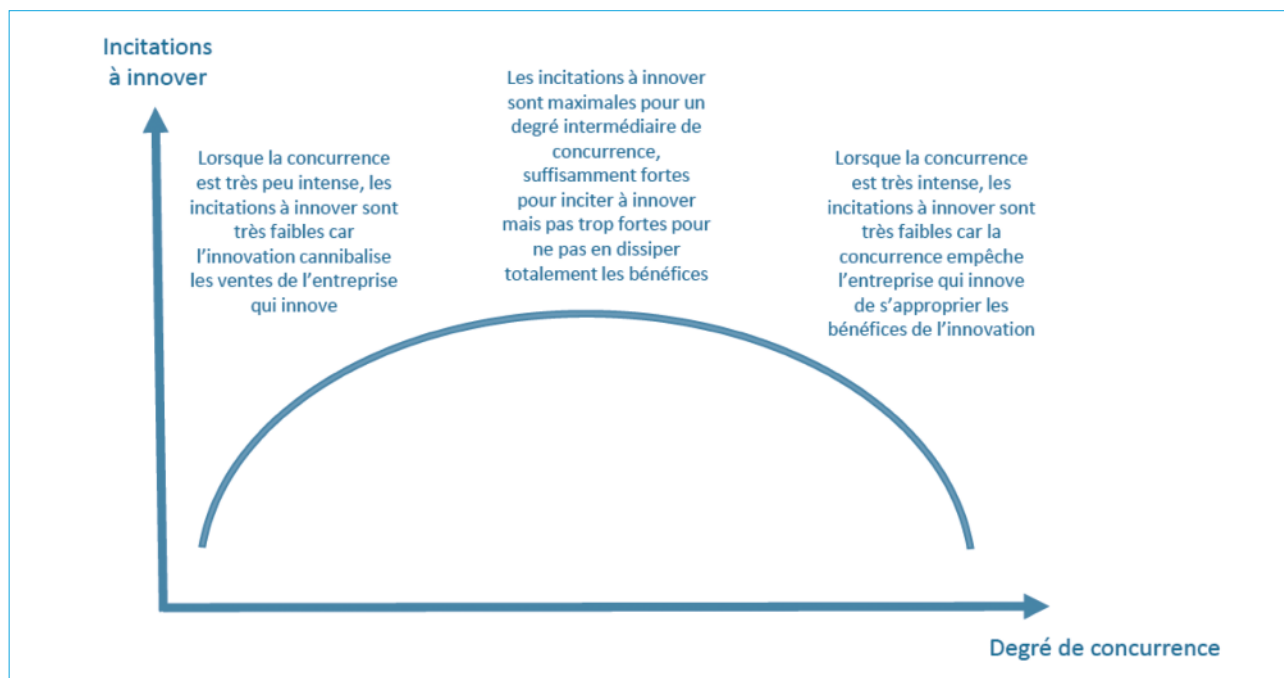 Incitations
à innover
Lorsque la concurrence
est très peu intense, les
incitations à innover sont
très faibles car
l'innovation cannibalise
les ventes de l'entreprise
qui innove
Les incitations à innover
sont maximales pour un
degré intermédiaire de
concurrence,
suffisamment fortes
pour inciter à innover
mais pas trop fortes pour
ne pas en dissiper
totalement les bénéfices
Lorsque la concurrence
est très intense, les
incitations à innover sont
très faibles car la
concurrence empêche
l'entreprise qui innove
de s'approprier les
bénéfices de l'innovation
Degré de concurrence